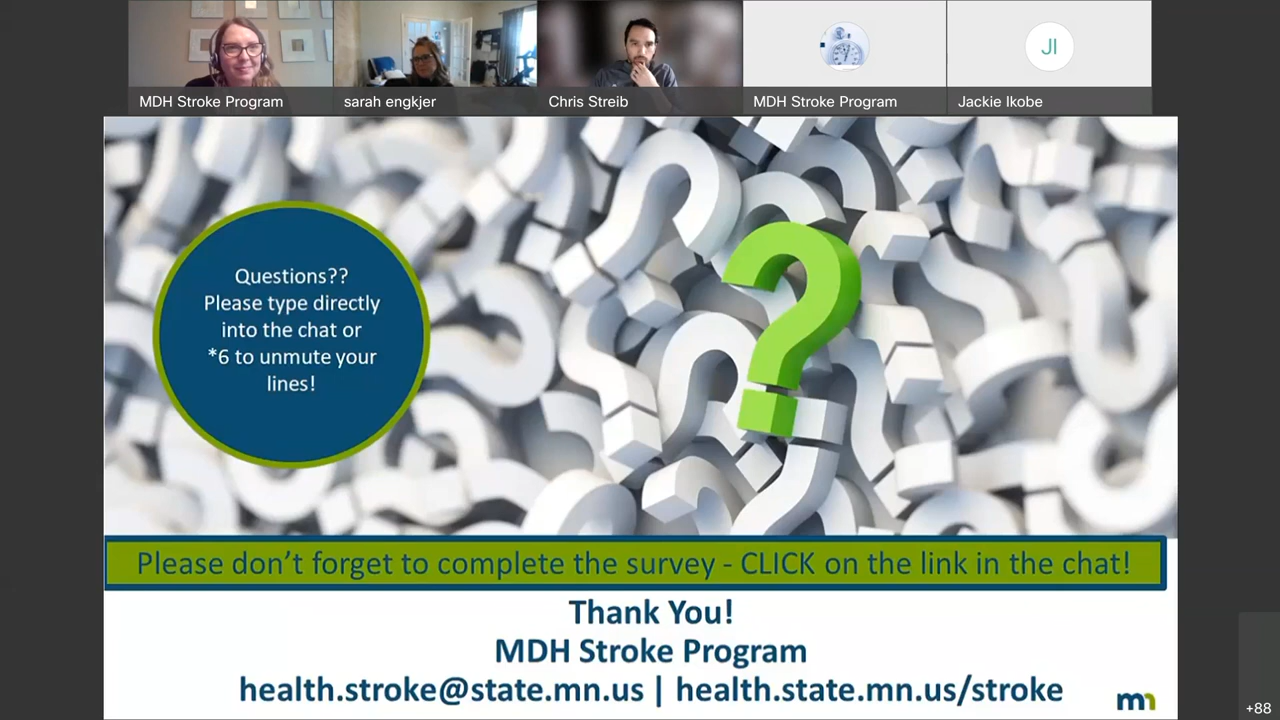 MDH Stroke Program
sarah engkjer
Chris Streib
MDH Stroke Program
JI
Jackie Ikobe
Questions??
Please type directly
into the chat or
*6 to unmute your
lines!
Please don't forget to complete the survey - CLICK on the link in the chat!
Thank You!
MDH Stroke Program
health.stroke@state.mn.us | health.state.mn.us/stroke
mn
+88